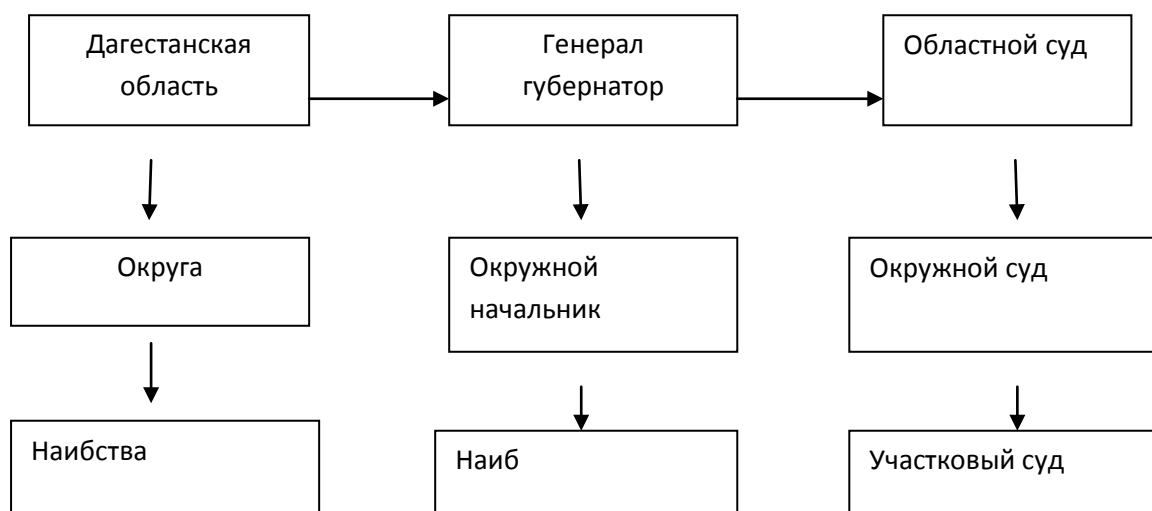 Дагестанская
область
Генерал
губернатор
Областной суд
Округа
Окружной
начальник
Окружной суд
Наибства
Наиб
Участковый суд